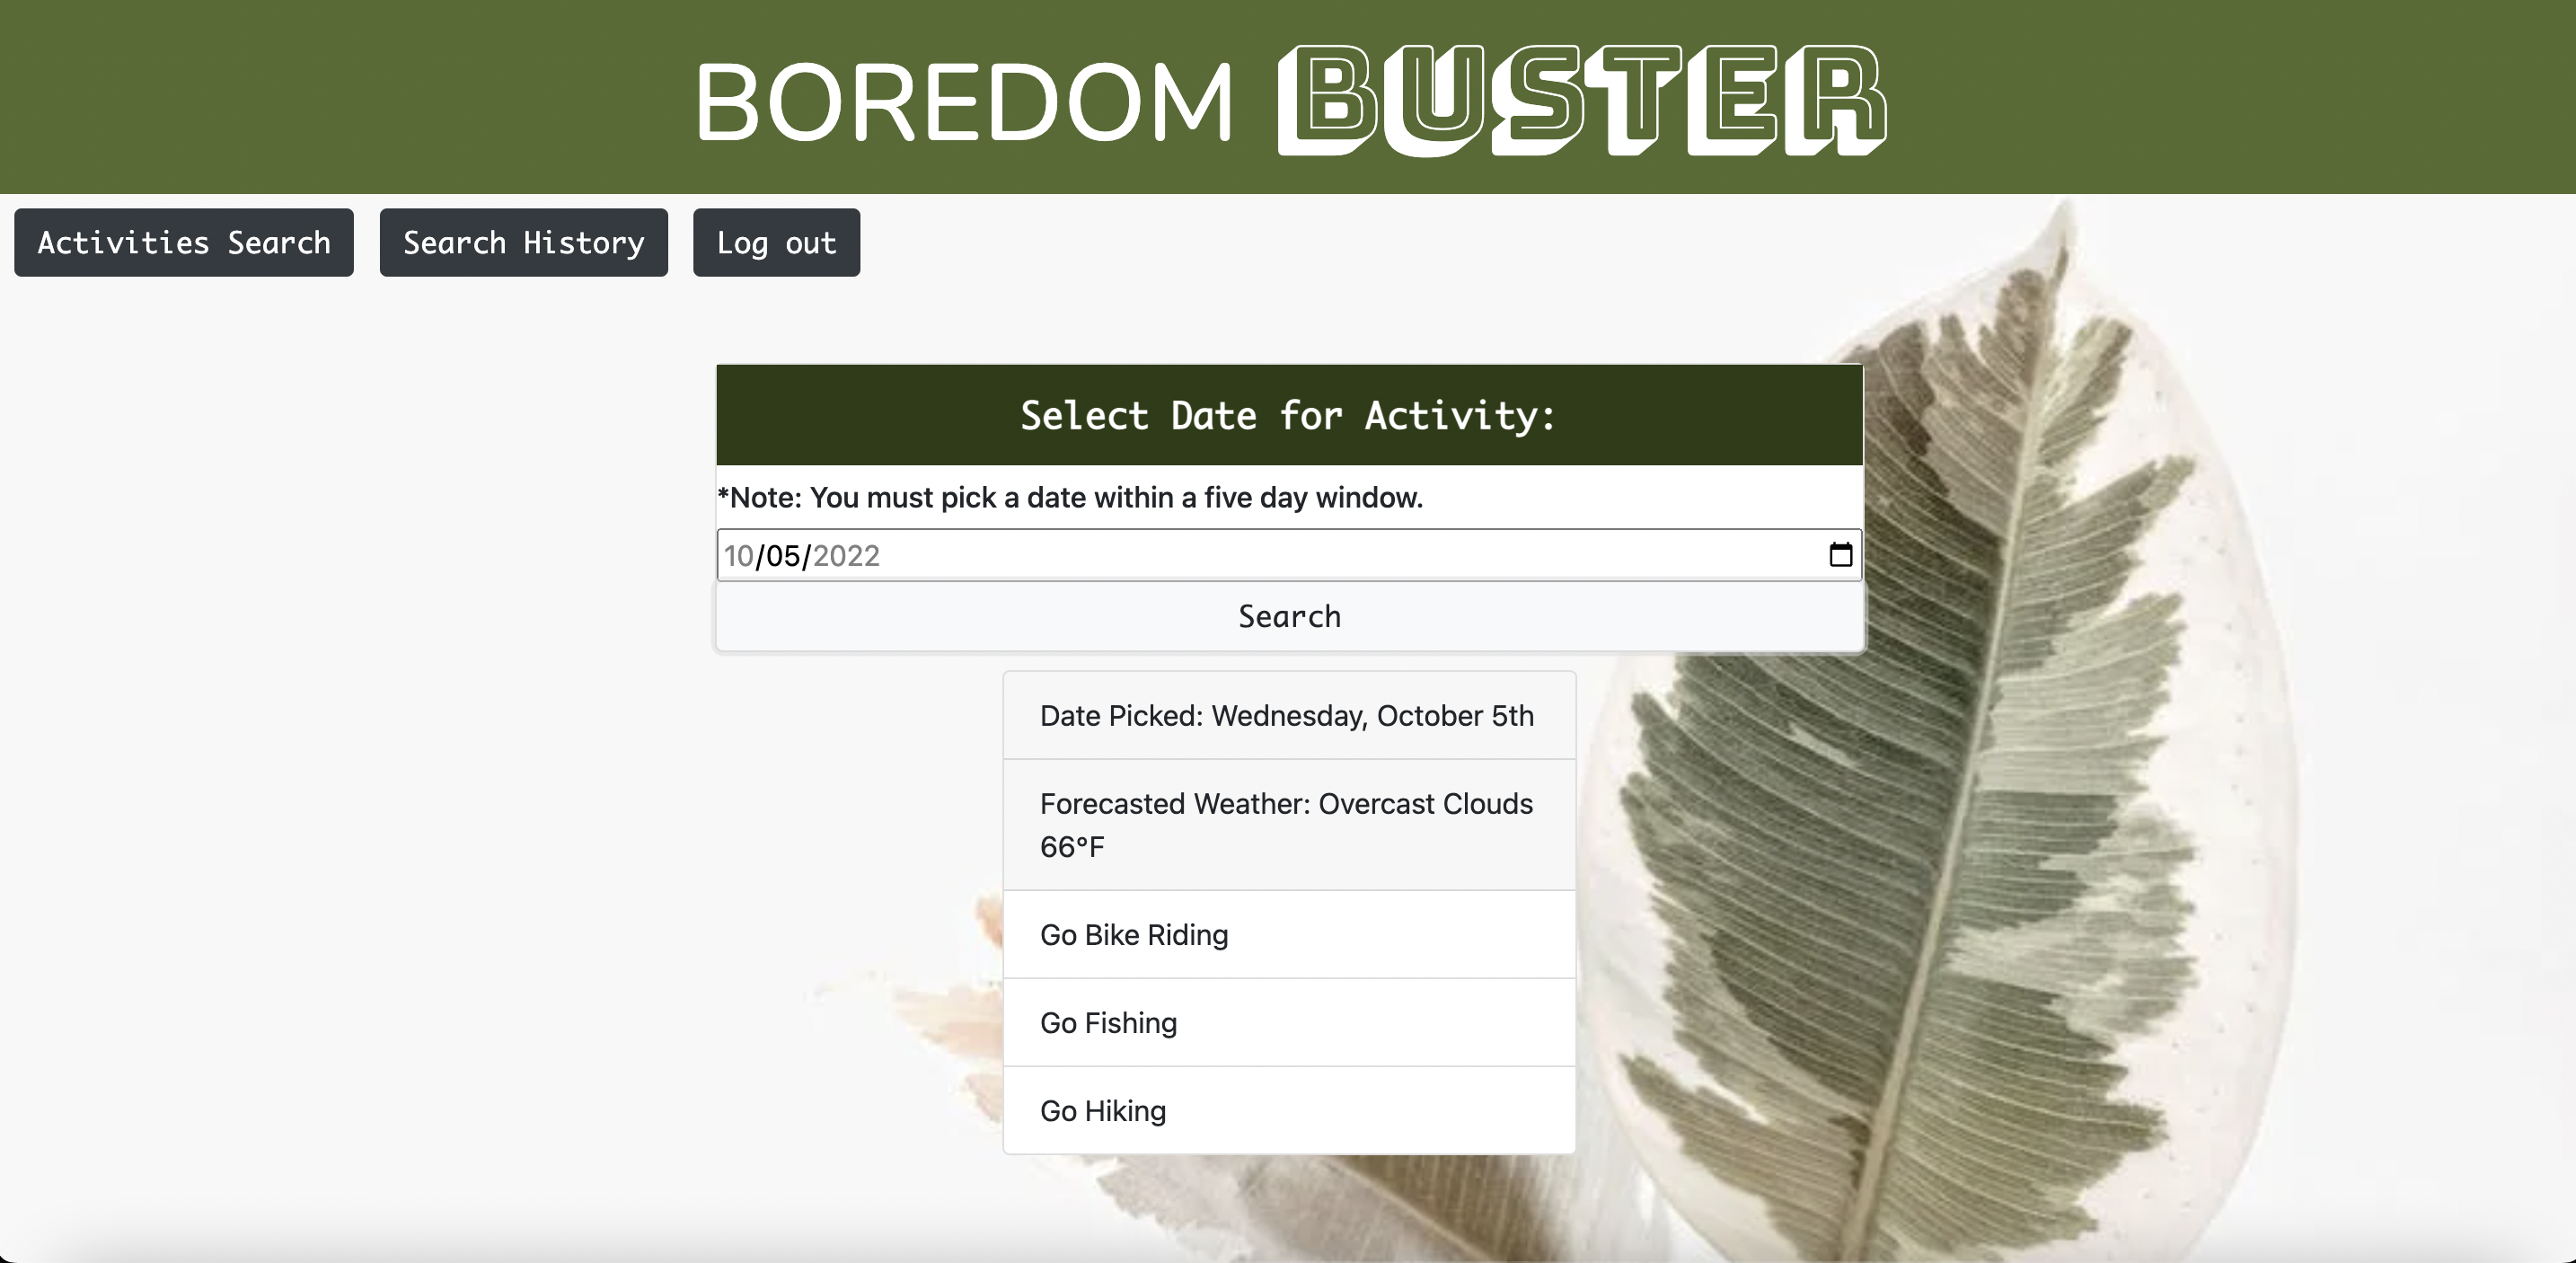 BOREDOM BUSTER
Activities Search Search History Log out
Select Date for Activity:
*Note: You must pick a date within a five day window.
10/05/2022
Search
Date Picked: Wednesday, October 5th
Forecasted Weather: Overcast Clouds
66°F
Go Bike Riding
Go Fishing
Go Hiking